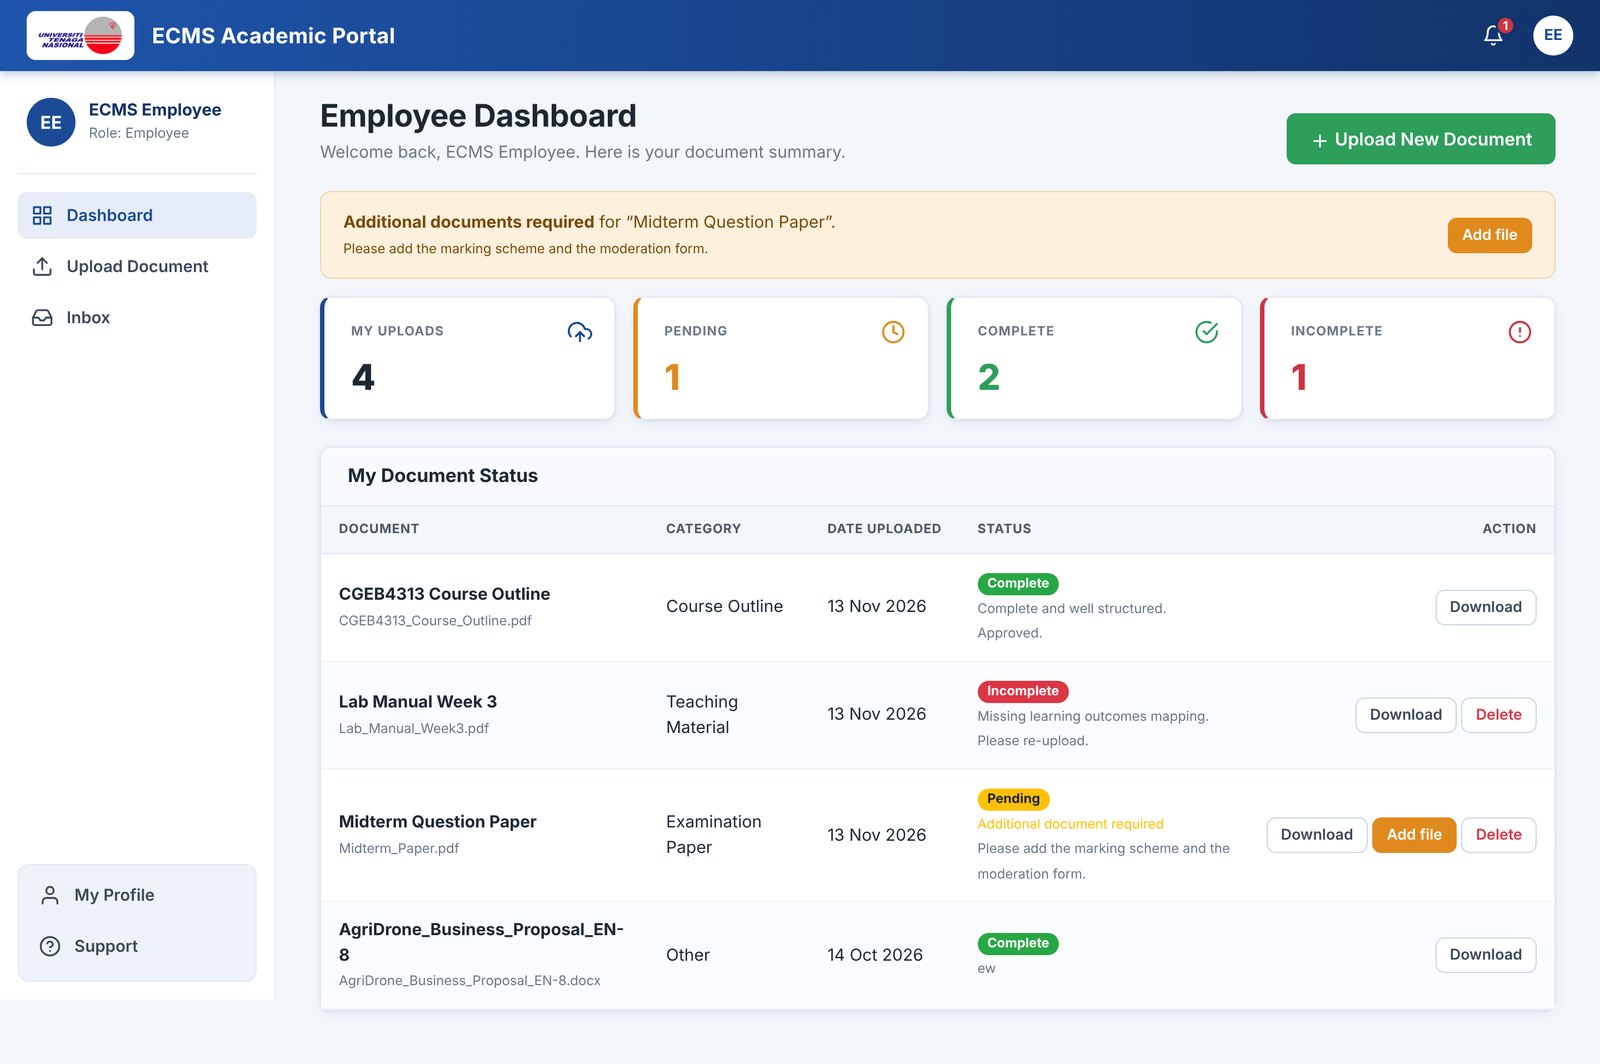 UNIVERSITI
TENAGA
NASIONAL
ECMS Academic Portal
1
EE
EE
ECMS Employee
Role: Employee
Dashboard
Upload Document
Inbox
My Profile
Support
Employee Dashboard
Welcome back, ECMS Employee. Here is your document summary.
+ Upload New Document
Additional documents required for “Midterm Question Paper”.
Please add the marking scheme and the moderation form.
Add file
MY UPLOADS
4
PENDING
1
COMPLETE
2
INCOMPLETE
1
My Document Status
DOCUMENT CATEGORY DATE UPLOADED STATUS ACTION
CGEB4313 Course Outline
CGEB4313_Course_Outline.pdf
Course Outline
13 Nov 2026
Complete
Complete and well structured.
Approved.
Download
Lab Manual Week 3
Lab_Manual_Week3.pdf
Teaching
Material
13 Nov 2026
Incomplete
Missing learning outcomes mapping.
Please re-upload.
Download Delete
Midterm Question Paper
Midterm_Paper.pdf
Examination
Paper
13 Nov 2026
Pending
Additional document required
Please add the marking scheme and the
moderation form.
Download Add file Delete
AgriDrone_Business_Proposal_EN-
8
AgriDrone_Business_Proposal_EN-8.docx
Other
14 Oct 2026
Complete
ew
Download